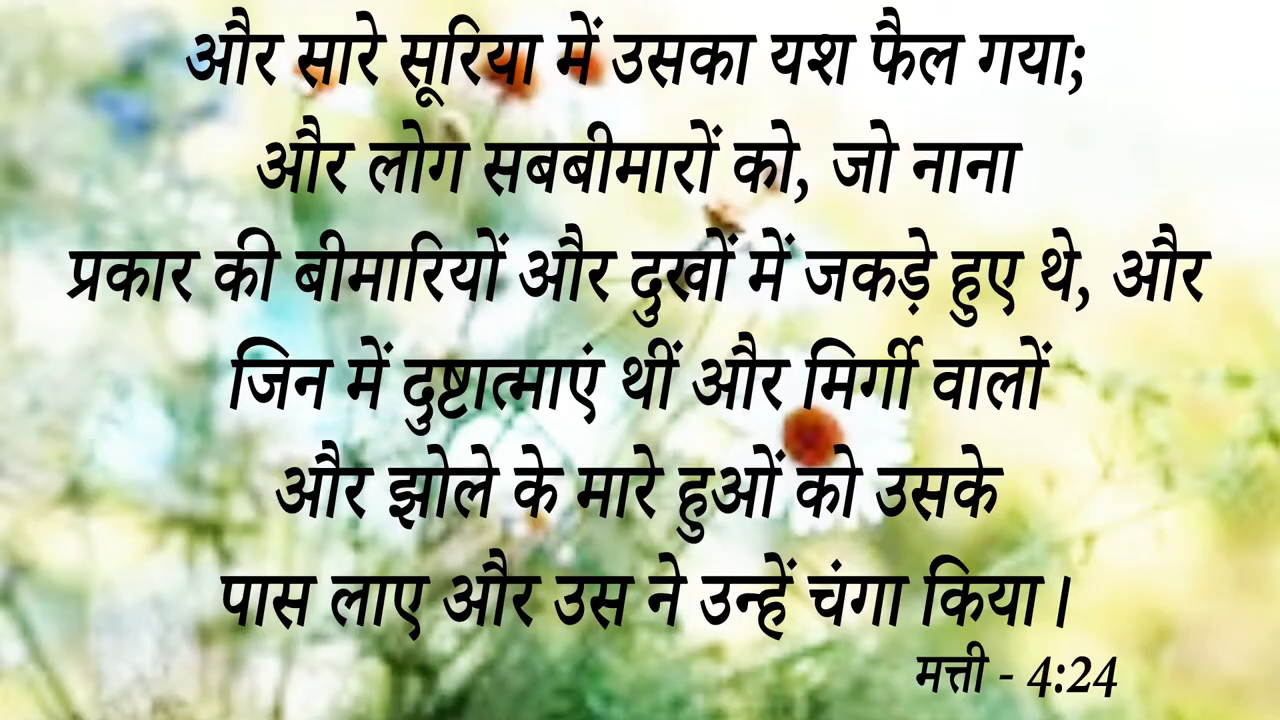 और सारे सूरिया में उसका यश फैल गया;
और लोग सबबीमारों को, जो नाना
प्रकार की बीमारियों और दुखों में जकड़े हुए थे, और
जिन में दुष्टात्माएं थीं और मिर्गी वालों
और झोले के मारे हुओं को उसके
पास लाए और उस ने उन्हें चंगा किया।
मत्ती - 4:24